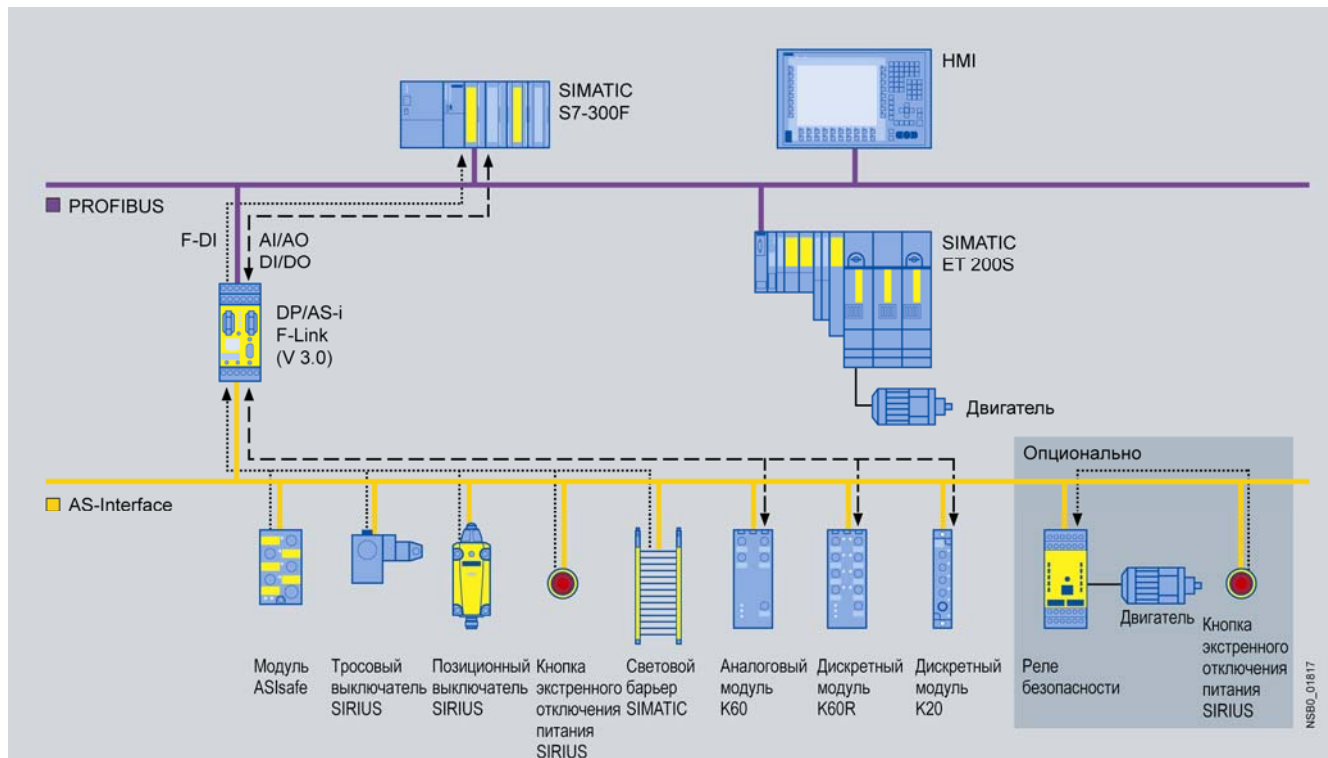 SIMATIC
S7-300F
HMI
PROFIBUS
F-DI
AI/AO
DI/DO
SIMATIC
ET 200S
DP/AS-i
F-Link
(V 3.0)
Двигатель
Опционально
AS-Interface
Модуль
ASIsafe
Тросовый
выключатель
SIRIUS
Позиционный
выключатель
SIRIUS
Кнопка
экстренного
отключения
питания
SIRIUS
Световой
барьер
SIMATIC
Аналоговый
модуль
K60
Дискретный
модуль
K60R
Дискретный
модуль
K20
Реле
безопасности
Двигатель
Кнопка
экстренного
отключения
питания
SIRIUS
NSB0_01817